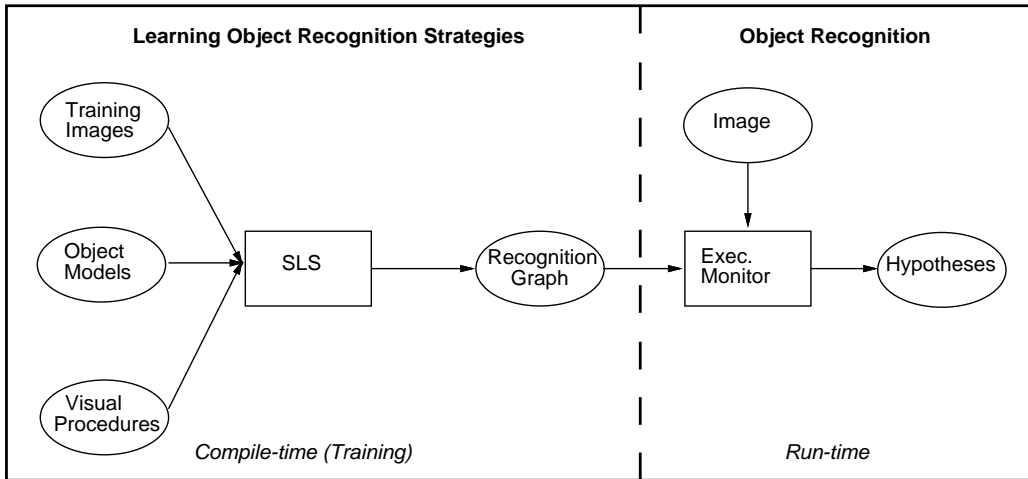 Learning Object Recognition Strategies
Object Recognition
Training
Images
Image
Object
Models
SLS
Recognition
Graph
Exec.
Monitor
Hypotheses
Visual
Procedures
Compile-time (Training)
Run-time